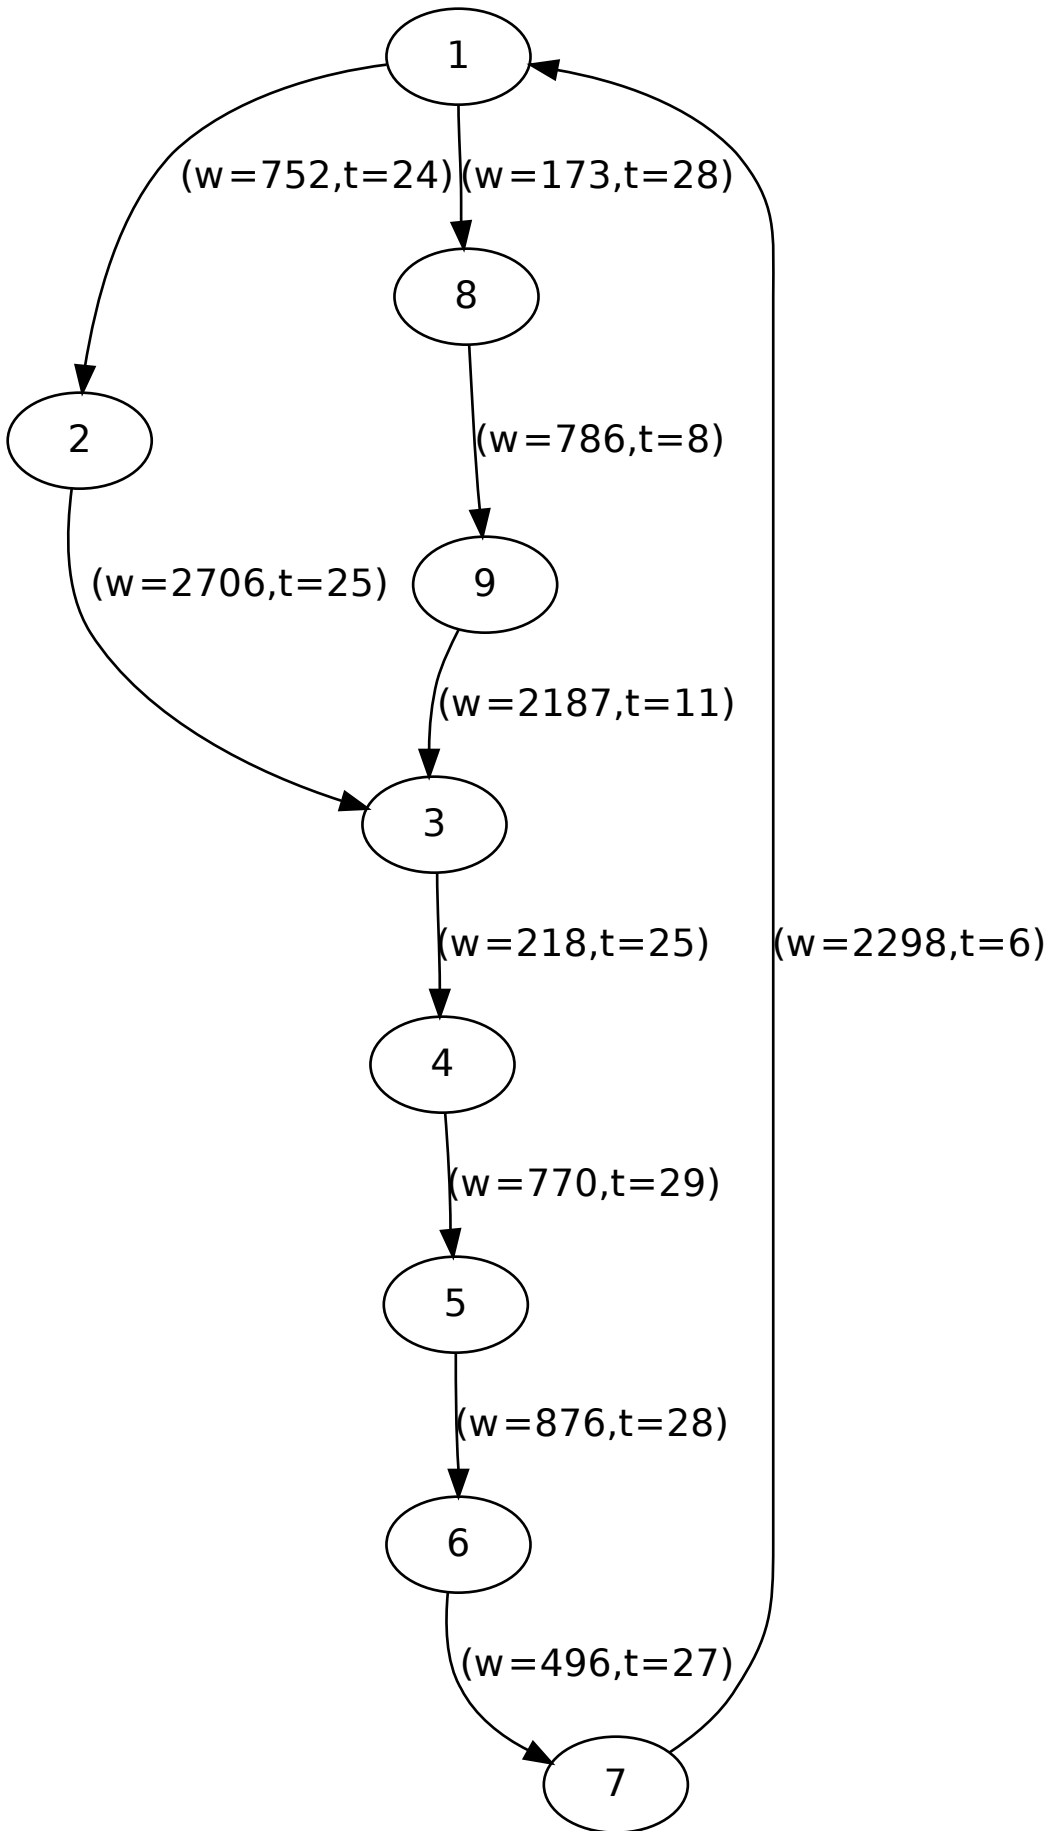 1
(w=752,t=24)
(w=173,t=28)
8
2
(w=786,t=8)
(w=2706,t=25)
9
(w=2187,t=11)
3
(w=218,t=25)
(w=2298,t=6)
4
(w=770,t=29)
5
(w=876,t=28)
6
(w=496,t=27)
7